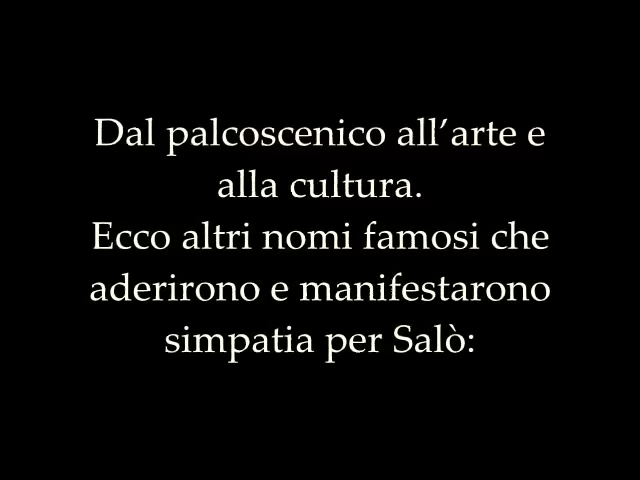 Dal palcoscenico all’arte e
alla cultura.
Ecco altri nomi famosi che
aderirono e manifestarono
simpatia per Salò: